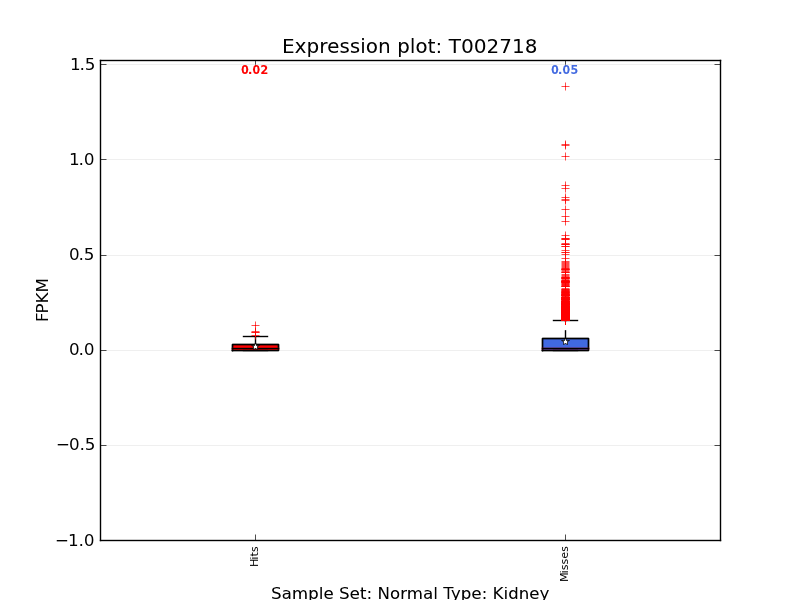 Expression plot: T002718
0.02
0.05
1.5
1.0
0.5
0.0
−0.5
−1.0
FPKM
Hits
Misses
Sample Set: Normal Type: Kidney